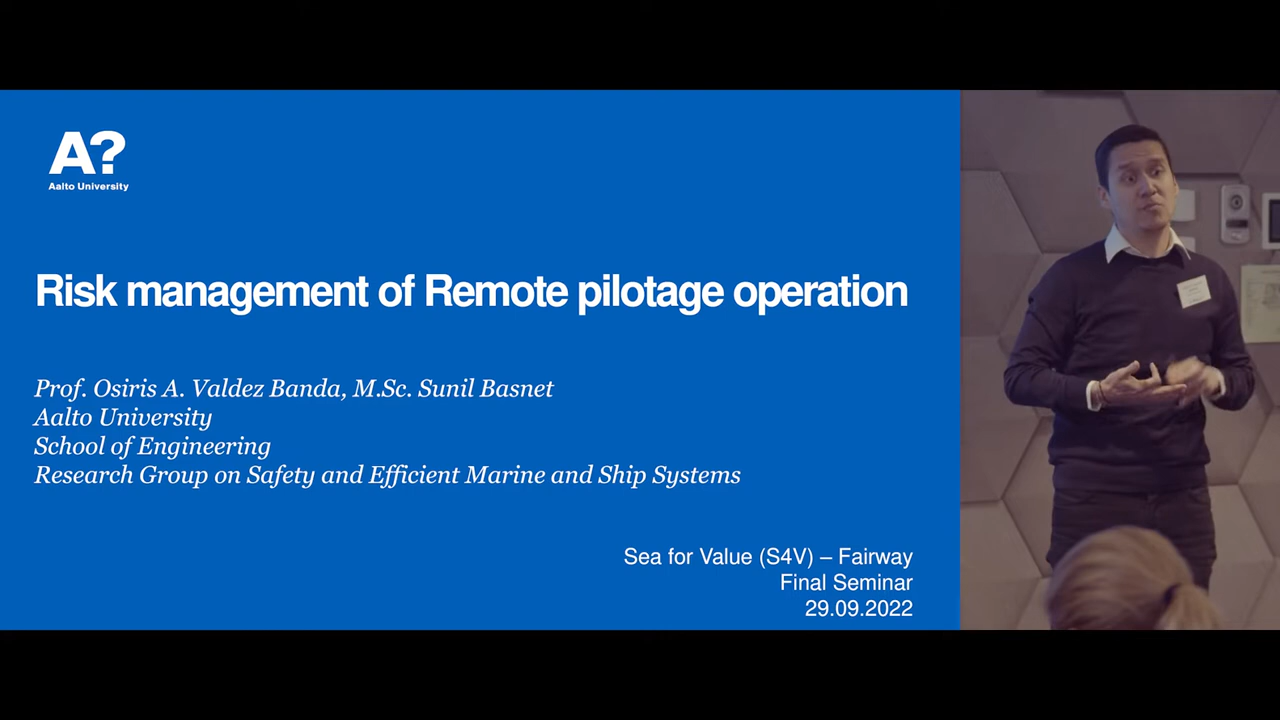 A?
Aalto University
Risk management of Remote pilotage operation
Prof. Osiris A. Valdez Banda, M.Sc. Sunil Basnet
Aalto University
School of Engineering
Research Group on Safety and Efficient Marine and Ship Systems
Sea for Value (S4V) – Fairway
Final Seminar
29.09.2022